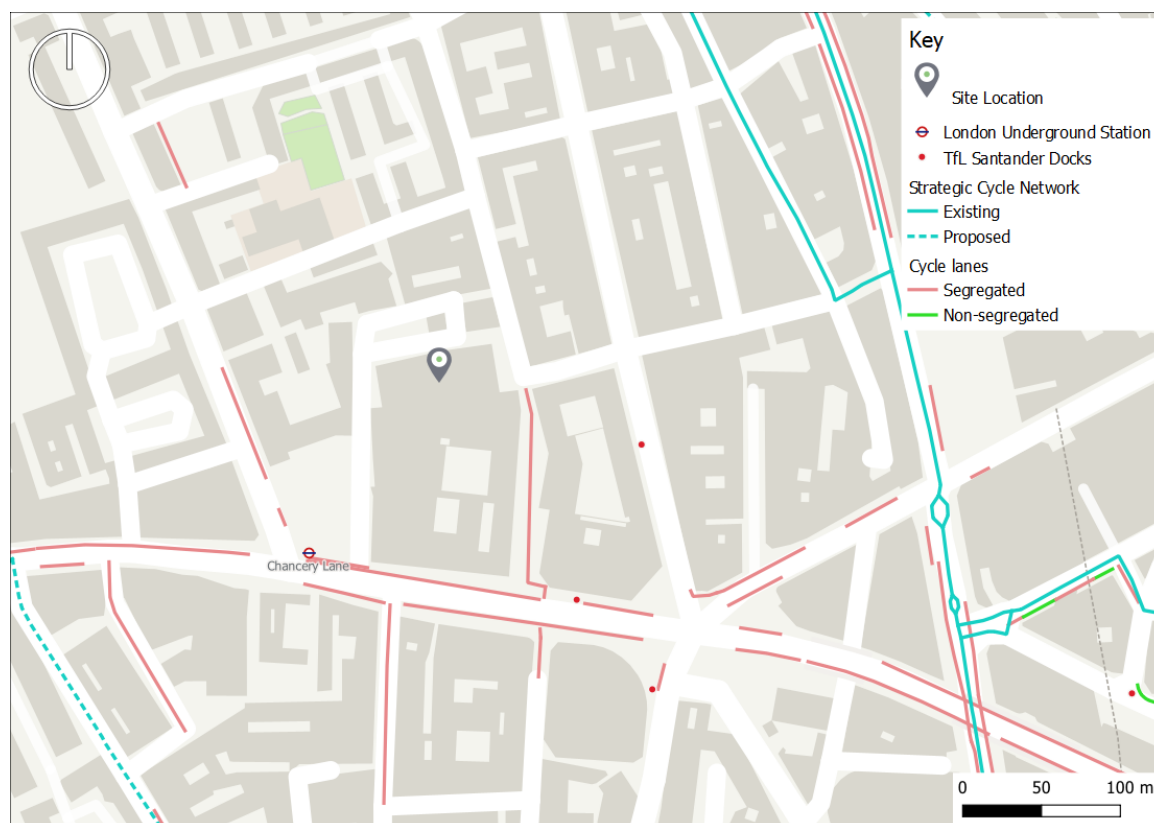 Key
Site Location
London Underground Station
TfL Santander Docks
Strategic Cycle Network
Existing
Proposed
Cycle lanes
Segregated
Non-segregated
Chancery Lane
0 50 100 m